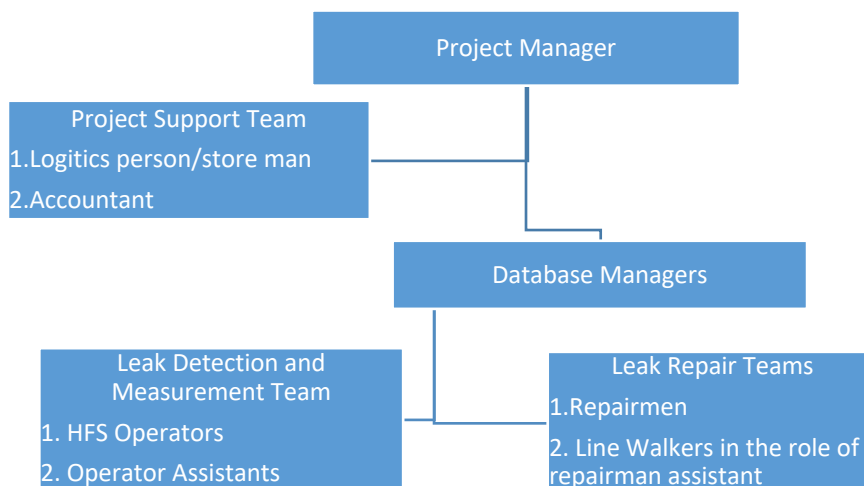 Project Manager
Project Support Team
1.Logitics person/store man
2.Accountant
Database Managers
Leak Detection and
Measurement Team
1. HFS Operators
2. Operator Assistants
Leak Repair Teams
1.Repairmen
2. Line Walkers in the role of
repairman assistant